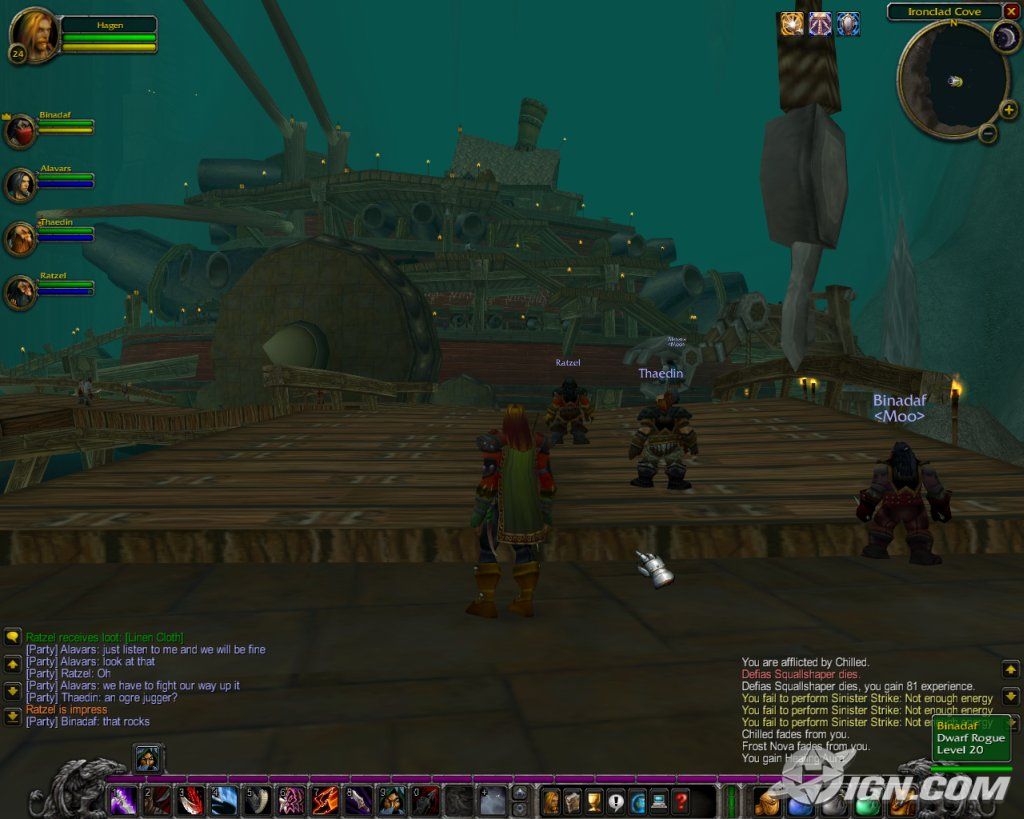 Hagen
24
Ironclad Cove
N
Binadaf
Alavars
Thaedin
Ratzel
Ratzel
<Moo>
Thaedin
Binadaf
<Moo>
Ratzel receives loot: [Linen Cloth]
[Party] Alavars: just listen to me and we will be fine
[Party] Alavars: look at that
[Party] Ratzel: Oh
[Party] Alavars: we have to fight our way up it
[Party] Thaedin: an ogre jugger?
Ratzel is impress
[Party] Binadaf: that rocks
You are afflicted by Chilled.
Defias Squallshaper dies.
Defias Squallshaper dies, you gain 81 experience.
You fail to perform Sinister Strike: Not enough energy
You fail to perform Sinister Strike: Not enough energy
You fail to perform Sinister Strike: Not enough energy
Chilled fades from you.
Frost Nova fades from you.
You gain Healing Aura.
Binadaf
Dwarf Rogue
Level 20
IGN.COM